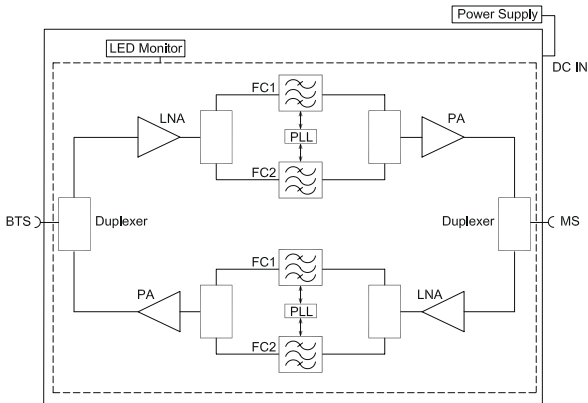 Power Supply
LED Monitor
DC IN
FC1
LNA
PA
PLL
FC2
BTS
Duplexer
Duplexer
MS
FC1
PA
LNA
PLL
FC2